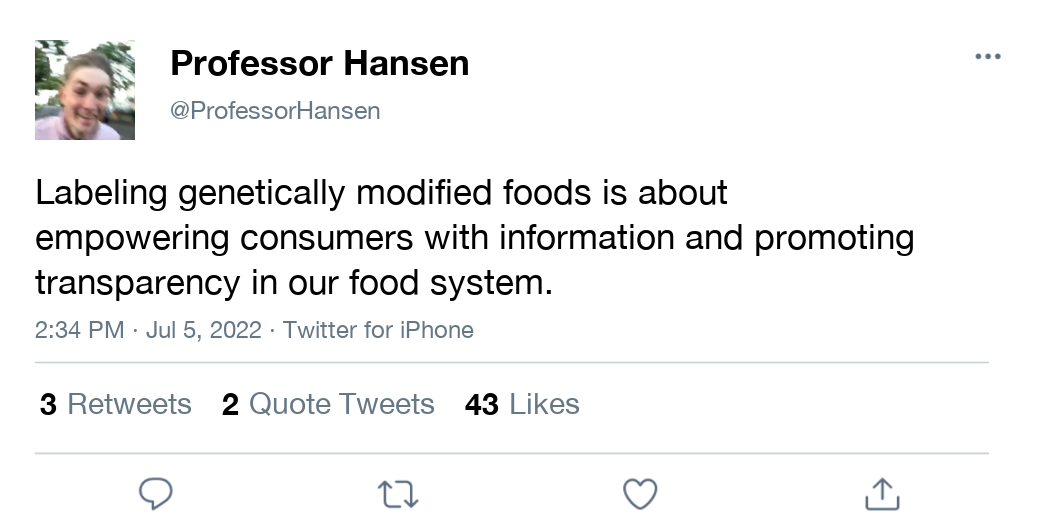 Professor Hansen
@ProfessorHansen
Labeling genetically modified foods is about
empowering consumers with information and promoting
transparency in our food system.
2:34 PM · Jul 5, 2022 · Twitter for iPhone
3 Retweets 2 Quote Tweets 43 Likes